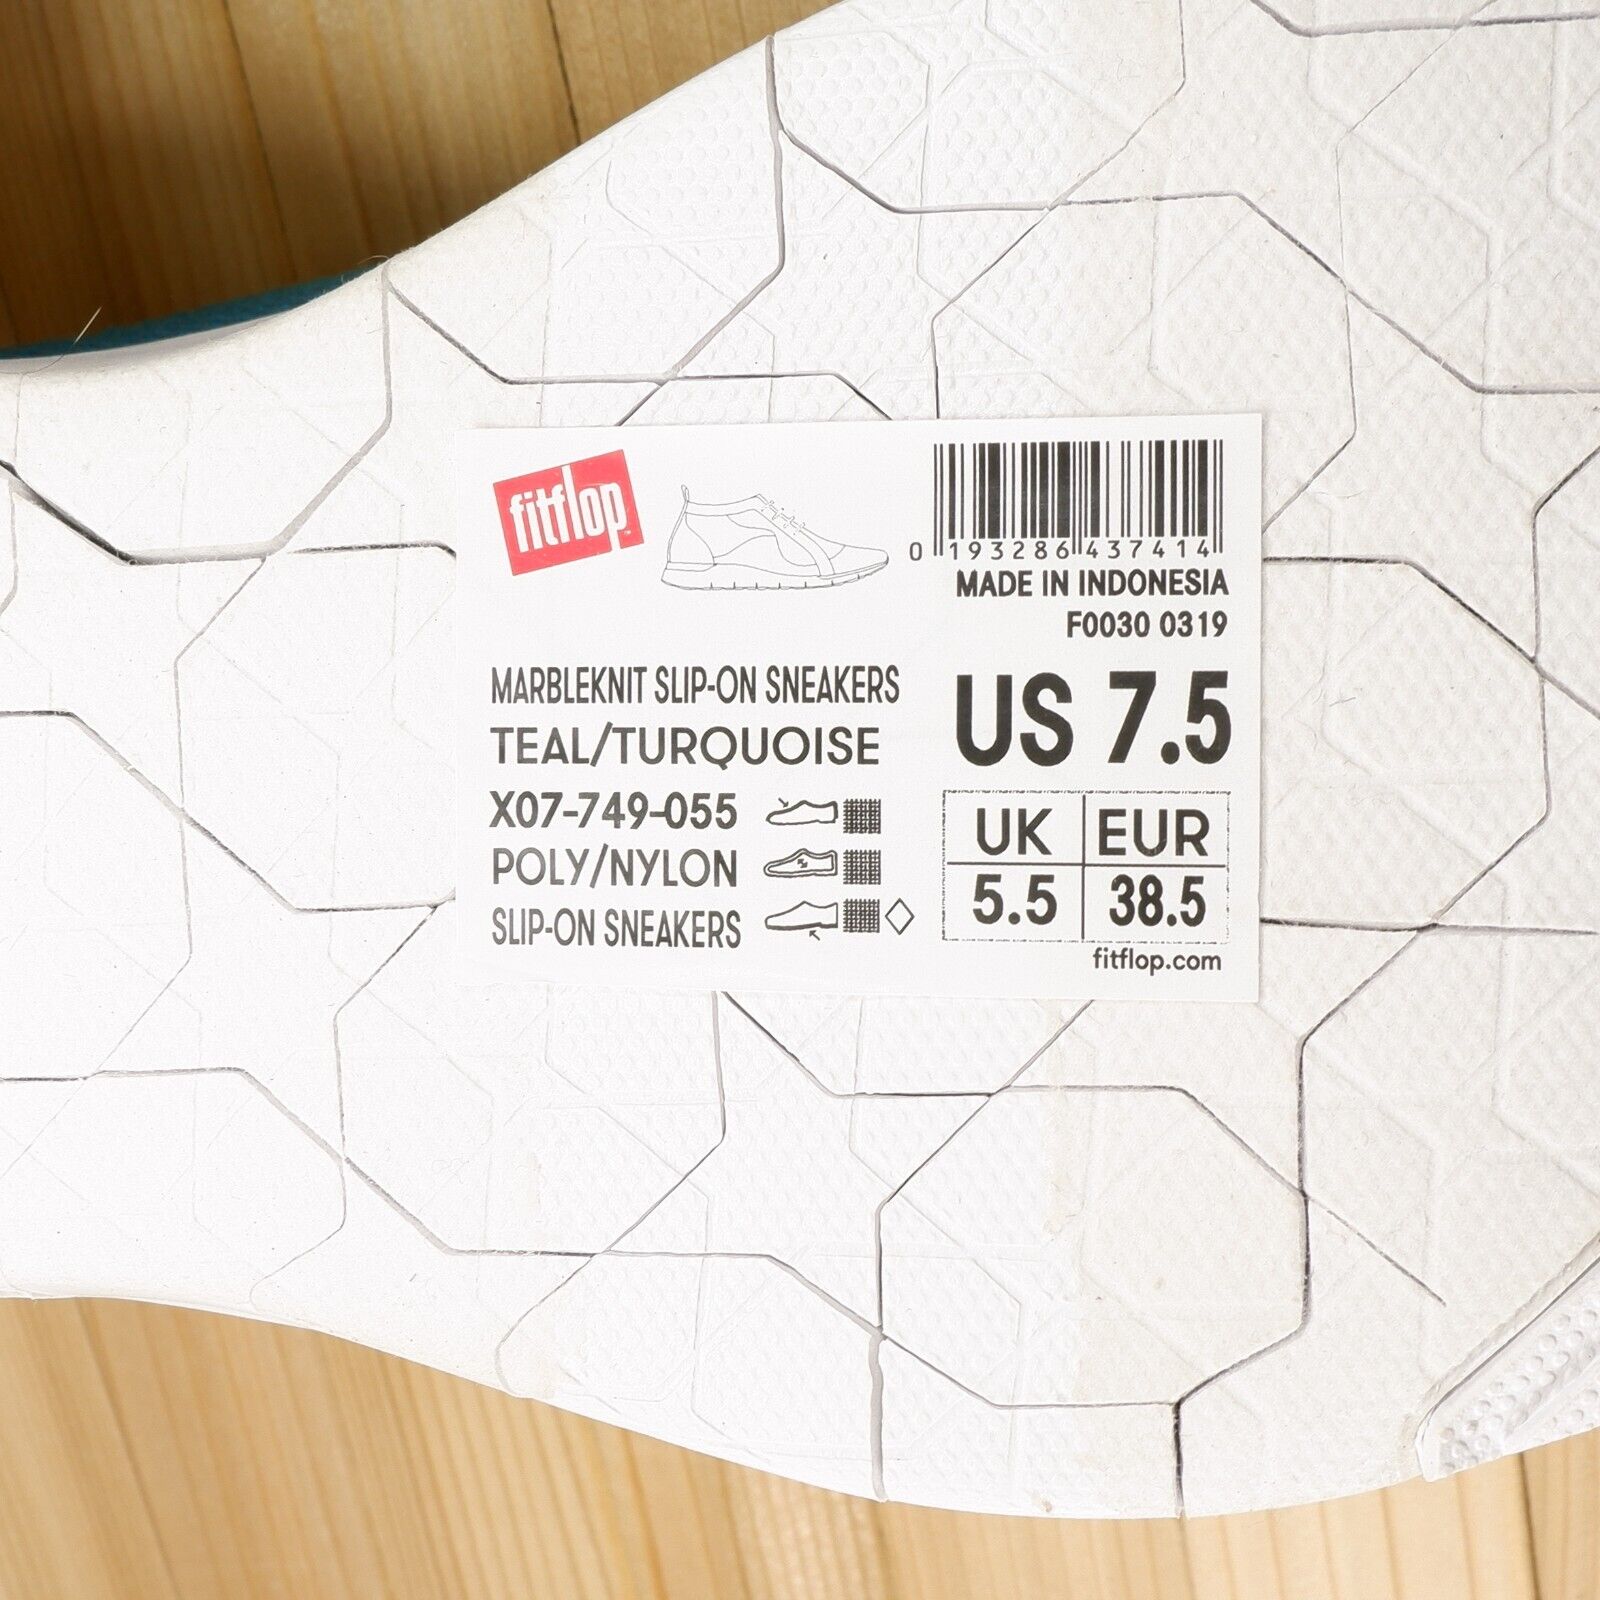 fitflop
0 193286 437414
MADE IN INDONESIA
F0030 0319
MARBLEKNIT SLIP-ON SNEAKERS
TEAL/TURQUOISE
X07-749-055
POLY/NYLON
SLIP-ON SNEAKERS
US 7.5
UK EUR
5.5 38.5
fitflop.com